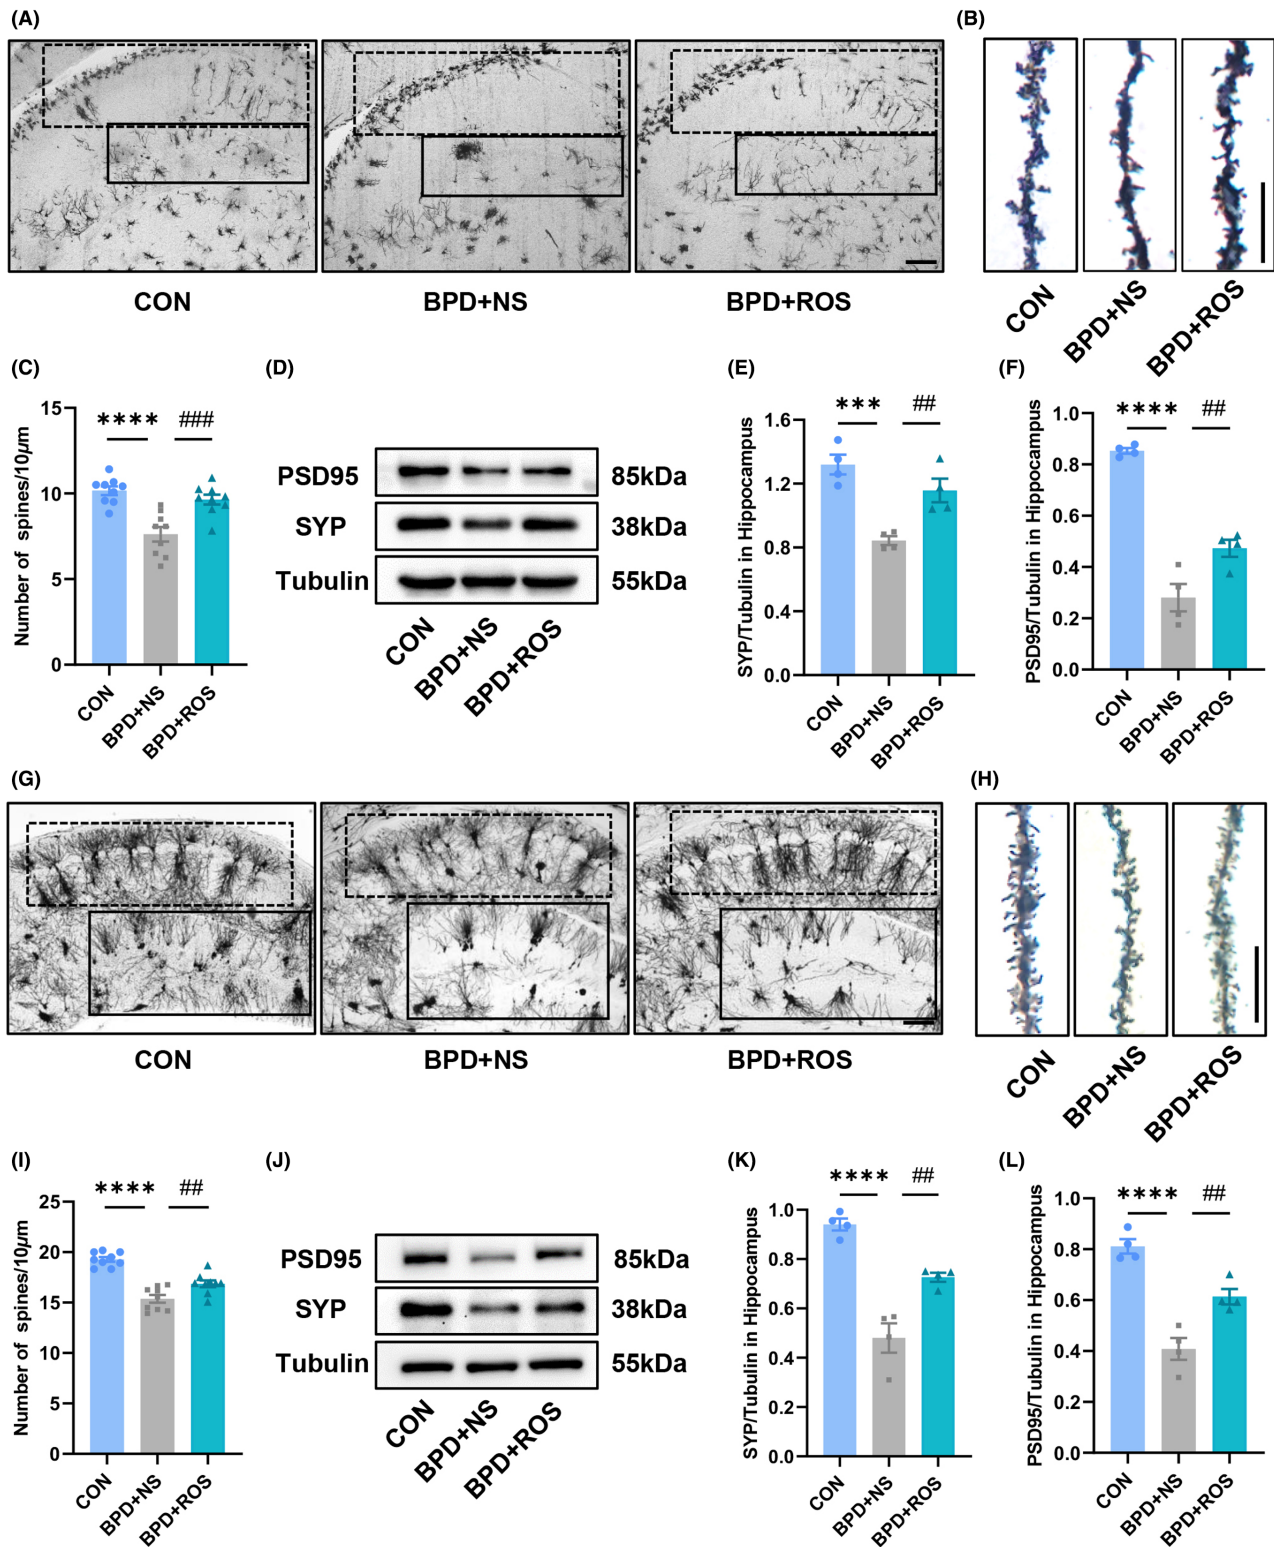 (A)
(B)
CON
BPD+NS
BPD+ROS
CON
BPD+NS
BPD+ROS
(C)
(D)
(E)
(F)
Number of spines/10µm
15
10
5
0
**** ###
CON
BPD+NS
BPD+ROS
PSD95 85kDa
SYP 38kDa
Tubulin 55kDa
CON
BPD+NS
BPD+ROS
SYP/Tubulin in Hippocampus
1.6
1.2
0.8
0.4
0.0
*** ##
CON
BPD+NS
BPD+ROS
PSD95/Tubulin in Hippocampus
1.0
0.8
0.6
0.4
0.2
0.0
**** ##
CON
BPD+NS
BPD+ROS
(G)
(H)
CON
BPD+NS
BPD+ROS
CON
BPD+NS
BPD+ROS
(I)
(J)
(K)
(L)
Number of spines/10µm
25
20
15
10
5
0
**** ##
CON
BPD+NS
BPD+ROS
PSD95 85kDa
SYP 38kDa
Tubulin 55kDa
CON
BPD+NS
BPD+ROS
SYP/Tubulin in Hippocampus
1.0
0.8
0.6
0.4
0.2
0.0
**** ##
CON
BPD+NS
BPD+ROS
PSD95/Tubulin in Hippocampus
1.0
0.8
0.6
0.4
0.2
0.0
**** ##
CON
BPD+NS
BPD+ROS